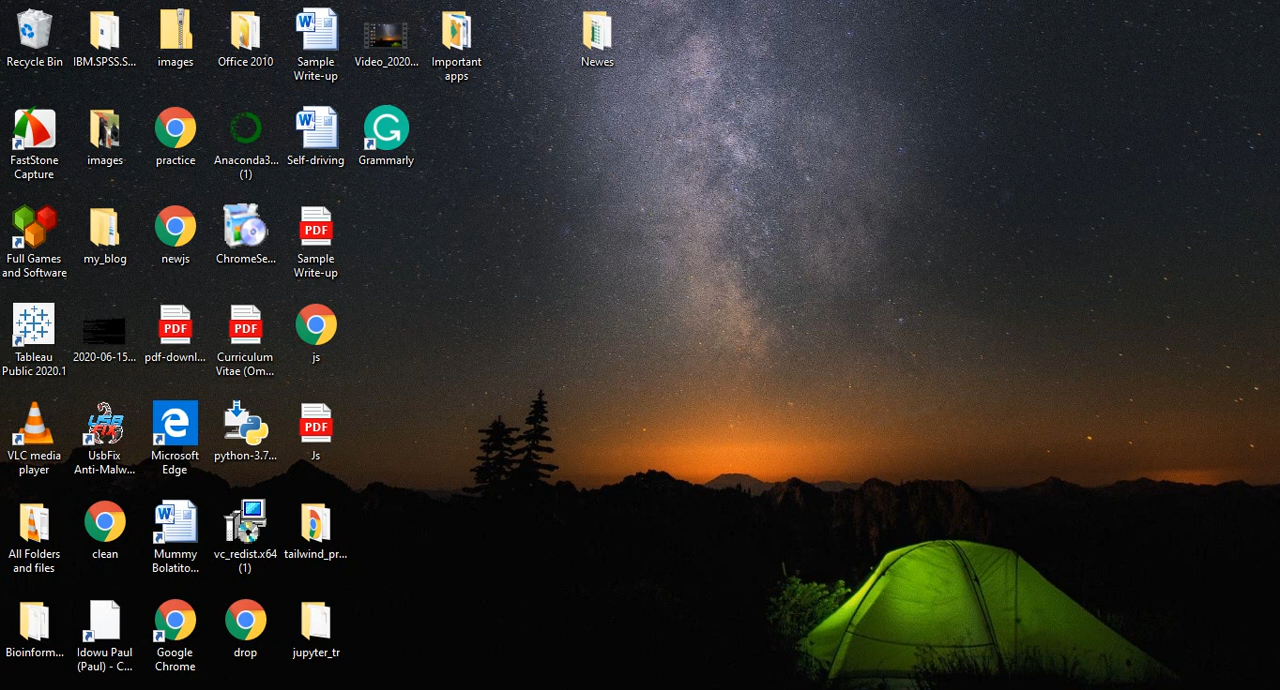 Recycle Bin
IBM.SPSS.S...
images
Office 2010
Sample
Write-up
Video_2020...
Important
apps
Newes
FastStone
Capture
images
practice
Anaconda3...
(1)
Self-driving
Grammarly
Full Games
and Software
my_blog
newjs
ChromeSe...
PDF
Sample
Write-up
Tableau
Public 2020.1
2020-06-15...
PDF
pdf-downl...
PDF
Curriculum
Vitae (Om...
js
VLC media
player
USB
FIX
UsbFix
Anti-Malw...
Microsoft
Edge
python-3.7...
PDF
Js
All Folders
and files
clean
Mummy
Bolatito...
vc_redist.x64
(1)
tailwind_pr...
Bioinform...
Idowu Paul
(Paul) - C...
Google
Chrome
drop
jupyter_tr